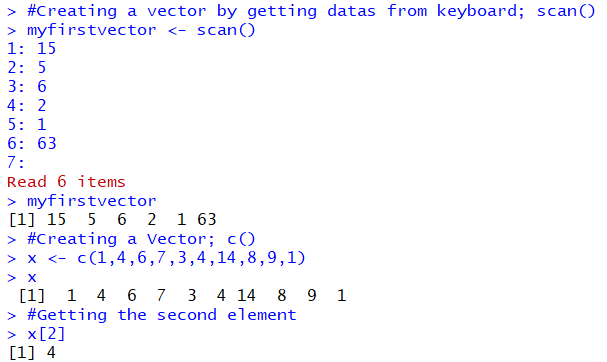 > #Creating a vector by getting datas from keyboard; scan()
> myfirstvector <- scan()
1: 15
2: 5
3: 6
4: 2
5: 1
6: 63
7:
Read 6 items
> myfirstvector
[1] 15  5  6  2  1 63
> #Creating a Vector; c()
> x <- c(1,4,6,7,3,4,14,8,9,1)
> x
 [1]  1  4  6  7  3  4 14  8  9  1
> #Getting the second element
> x[2]
[1] 4